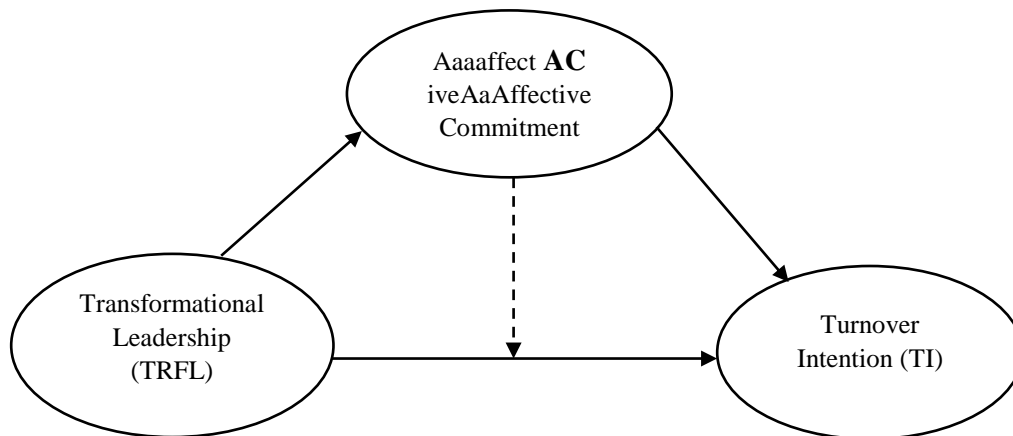 Aaaaffect AC
iveAaAffective
Commitment
Transformational
Leadership
(TRFL)
Turnover
Intention (TI)